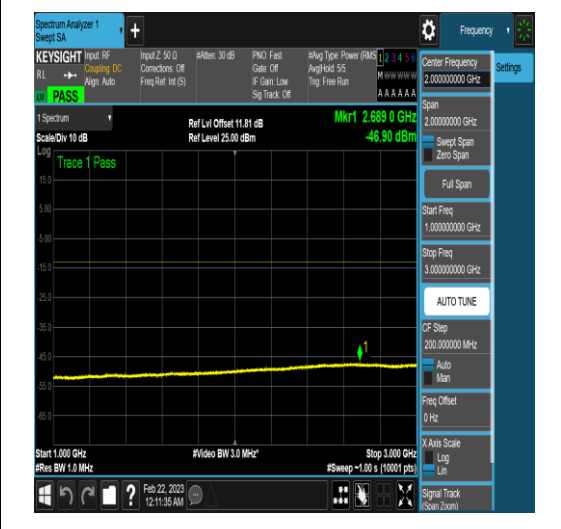 Spectrum Analyzer 1
Swept SA
+
Frequency
KEYSIGHT
RL
PASS
Input: RF
Coupling: DC
Align: Auto
Input Z: 50 Ω
Corrections: Off
Freq Ref: Int (S)
#Atten: 30 dB
PNO: Fast
Gate: Off
IF Gain: Low
Sig Track: Off
#Avg Type: Power (RMS
Avg|Hold: 5/5
Trig: Free Run
1 2 3 4 5 6
M W W W W W
A A A A A A
1 Spectrum
Scale/Div 10 dB
Ref Lvl Offset 11.81 dB
Ref Level 25.00 dBm
Mkr1 2.689 0 GHz
-46.90 dBm
Log
Trace 1 Pass
15.0
5.00
-5.00
-15.0
-25.0
-35.0
-45.0
-55.0
-65.0
1
Start 1.000 GHz
#Res BW 1.0 MHz
#Video BW 3.0 MHz*
Stop 3.000 GHz
#Sweep ~1.00 s (10001 pts)
Feb 22, 2023
12:11:35 AM
?
Settings
Center Frequency
2.000000000 GHz
Span
2.00000000 GHz
Swept Span
Zero Span
Full Span
Start Freq
1.000000000 GHz
Stop Freq
3.000000000 GHz
AUTO TUNE
CF Step
200.000000 MHz
Auto
Man
Freq Offset
0 Hz
X Axis Scale
Log
Lin
Signal Track
(Span Zoom)